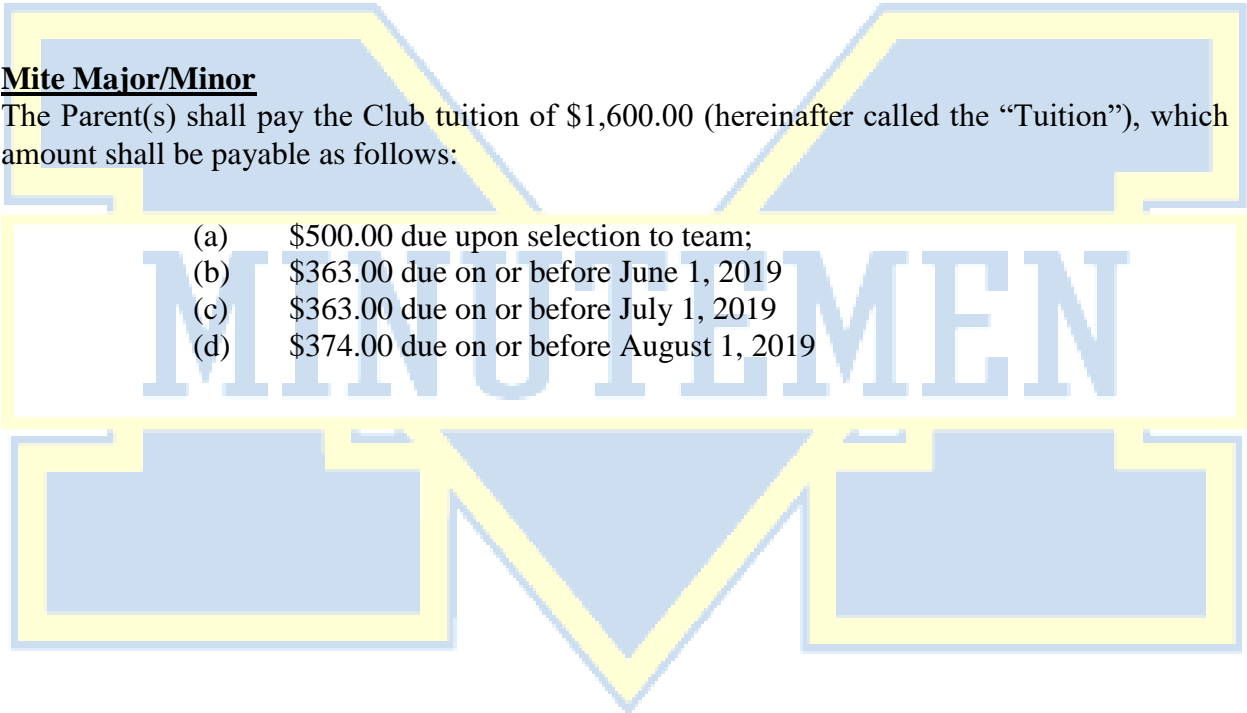 Mite Major/Minor
The Parent(s) shall pay the Club tuition of $1,600.00 (hereinafter called the “Tuition”), which
amount shall be payable as follows:
(a) $500.00 due upon selection to team;
(b) $363.00 due on or before June 1, 2019
(c) $363.00 due on or before July 1, 2019
(d) $374.00 due on or before August 1, 2019
MINUTEMEN